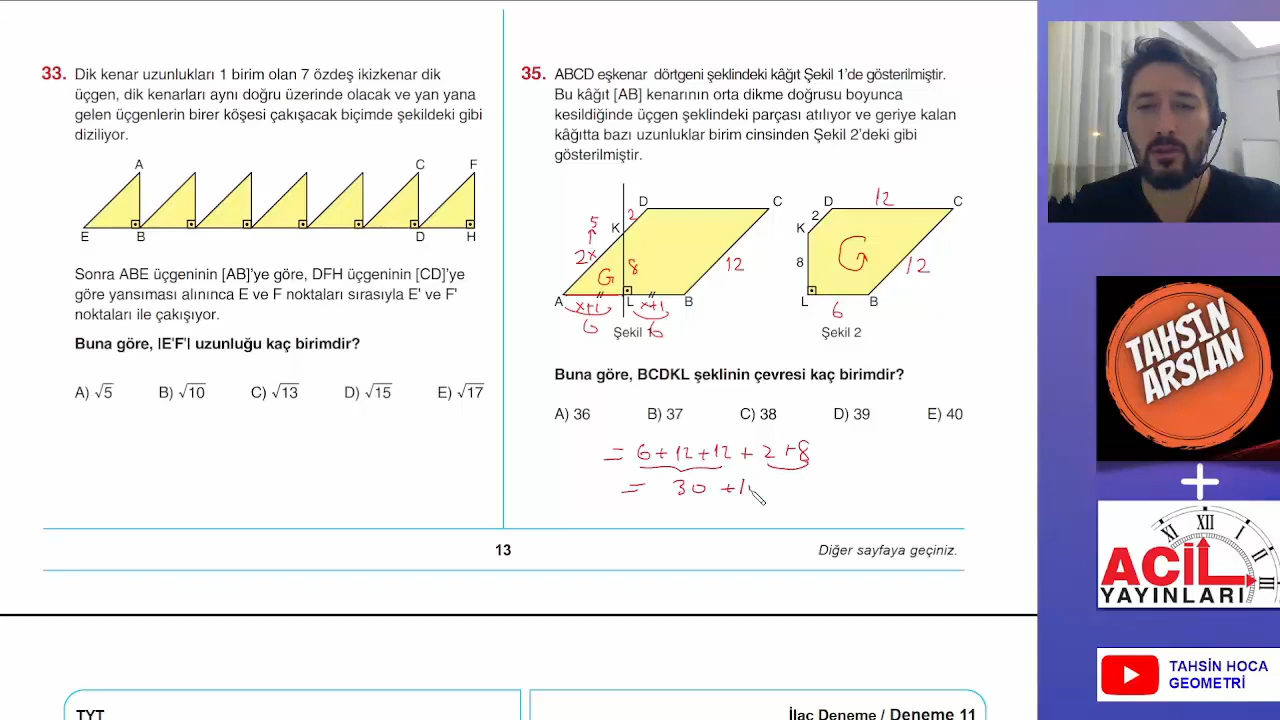 33. Dik kenar uzunlukları 1 birim olan 7 özdeş ikizkenar dik
üçgen, dik kenarları aynı doğru üzerinde olacak ve yan yana
gelen üçgenlerin birer köşesi çakışacak biçimde şekildeki gibi
diziliyor.
A C F
E B D H
Sonra ABE üçgeninin [AB]'ye göre, DFH üçgeninin [CD]'ye
göre yansıması alınınca E ve F noktaları sırasıyla E' ve F'
noktaları ile çakışıyor.
Buna göre, |E'F'| uzunluğu kaç birimdir?
A) √5 B) √10 C) √13 D) √15 E) √17
35. ABCD eşkenar dörtgeni şeklindeki kâğıt Şekil 1'de gösterilmiştir.
Bu kâğıt [AB] kenarının orta dikme doğrusu boyunca
kesildiğinde üçgen şeklindeki parçası atılıyor ve geriye kalan
kâğıtta bazı uzunluklar birim cinsinden Şekil 2'deki gibi
gösterilmiştir.
D C D 12 C
5 K 2 K 2
2x 8 12 8 G 12
G
A L B L B
x+1 x+1 6
6 6
Şekil 1 Şekil 2
Buna göre, BCDKL şeklinin çevresi kaç birimdir?
A) 36 B) 37 C) 38 D) 39 E) 40
= 6+12+12+2+8
= 30 +1
13
Diğer sayfaya geçiniz.
TYT
İlaç Deneme / Deneme 11
TAHSİN
ARSLAN
+
XII
XI
I
II
III
ACİL
YAYINLARI
TAHSİN HOCA
GEOMETRİ